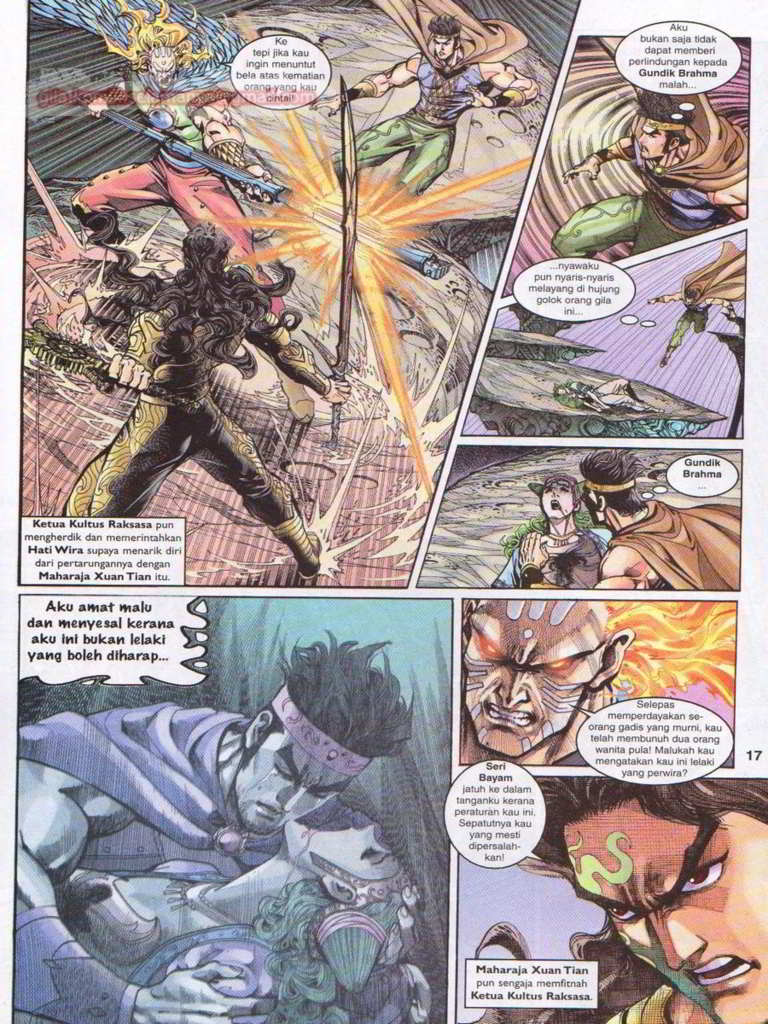 Ke
tepi jika kau
ingin menuntut
bela atas kematian
orang yang kau
cintai!
Aku
bukan saja tidak
dapat memberi
perlindungan kepada
Gundik Brahma
malah...
...nyawaku
pun nyaris-nyaris
melayang di hujung
golok orang gila
ini...
Gundik
Brahma
...
Ketua Kultus Raksasa pun
mengherdik dan memerintahkan
Hati Wira supaya menarik diri
dari pertarungannya dengan
Maharaja Xuan Tian itu.
Aku amat malu
dan menyesal kerana
aku ini bukan lelaki
yang boleh diharap...
Selepas
memperdayakan se-
orang gadis yang murni, kau
telah membunuh dua orang
wanita pula! Malukah kau
mengatakan kau ini lelaki
yang perwira?
17
Seri
Bayam
jatuh ke dalam
tanganku kerana
peraturan kau ini.
Sepatutnya kau
yang mesti
dipersalah-
kan!
Maharaja Xuan Tian
pun sengaja memfitnah
Ketua Kultus Raksasa.